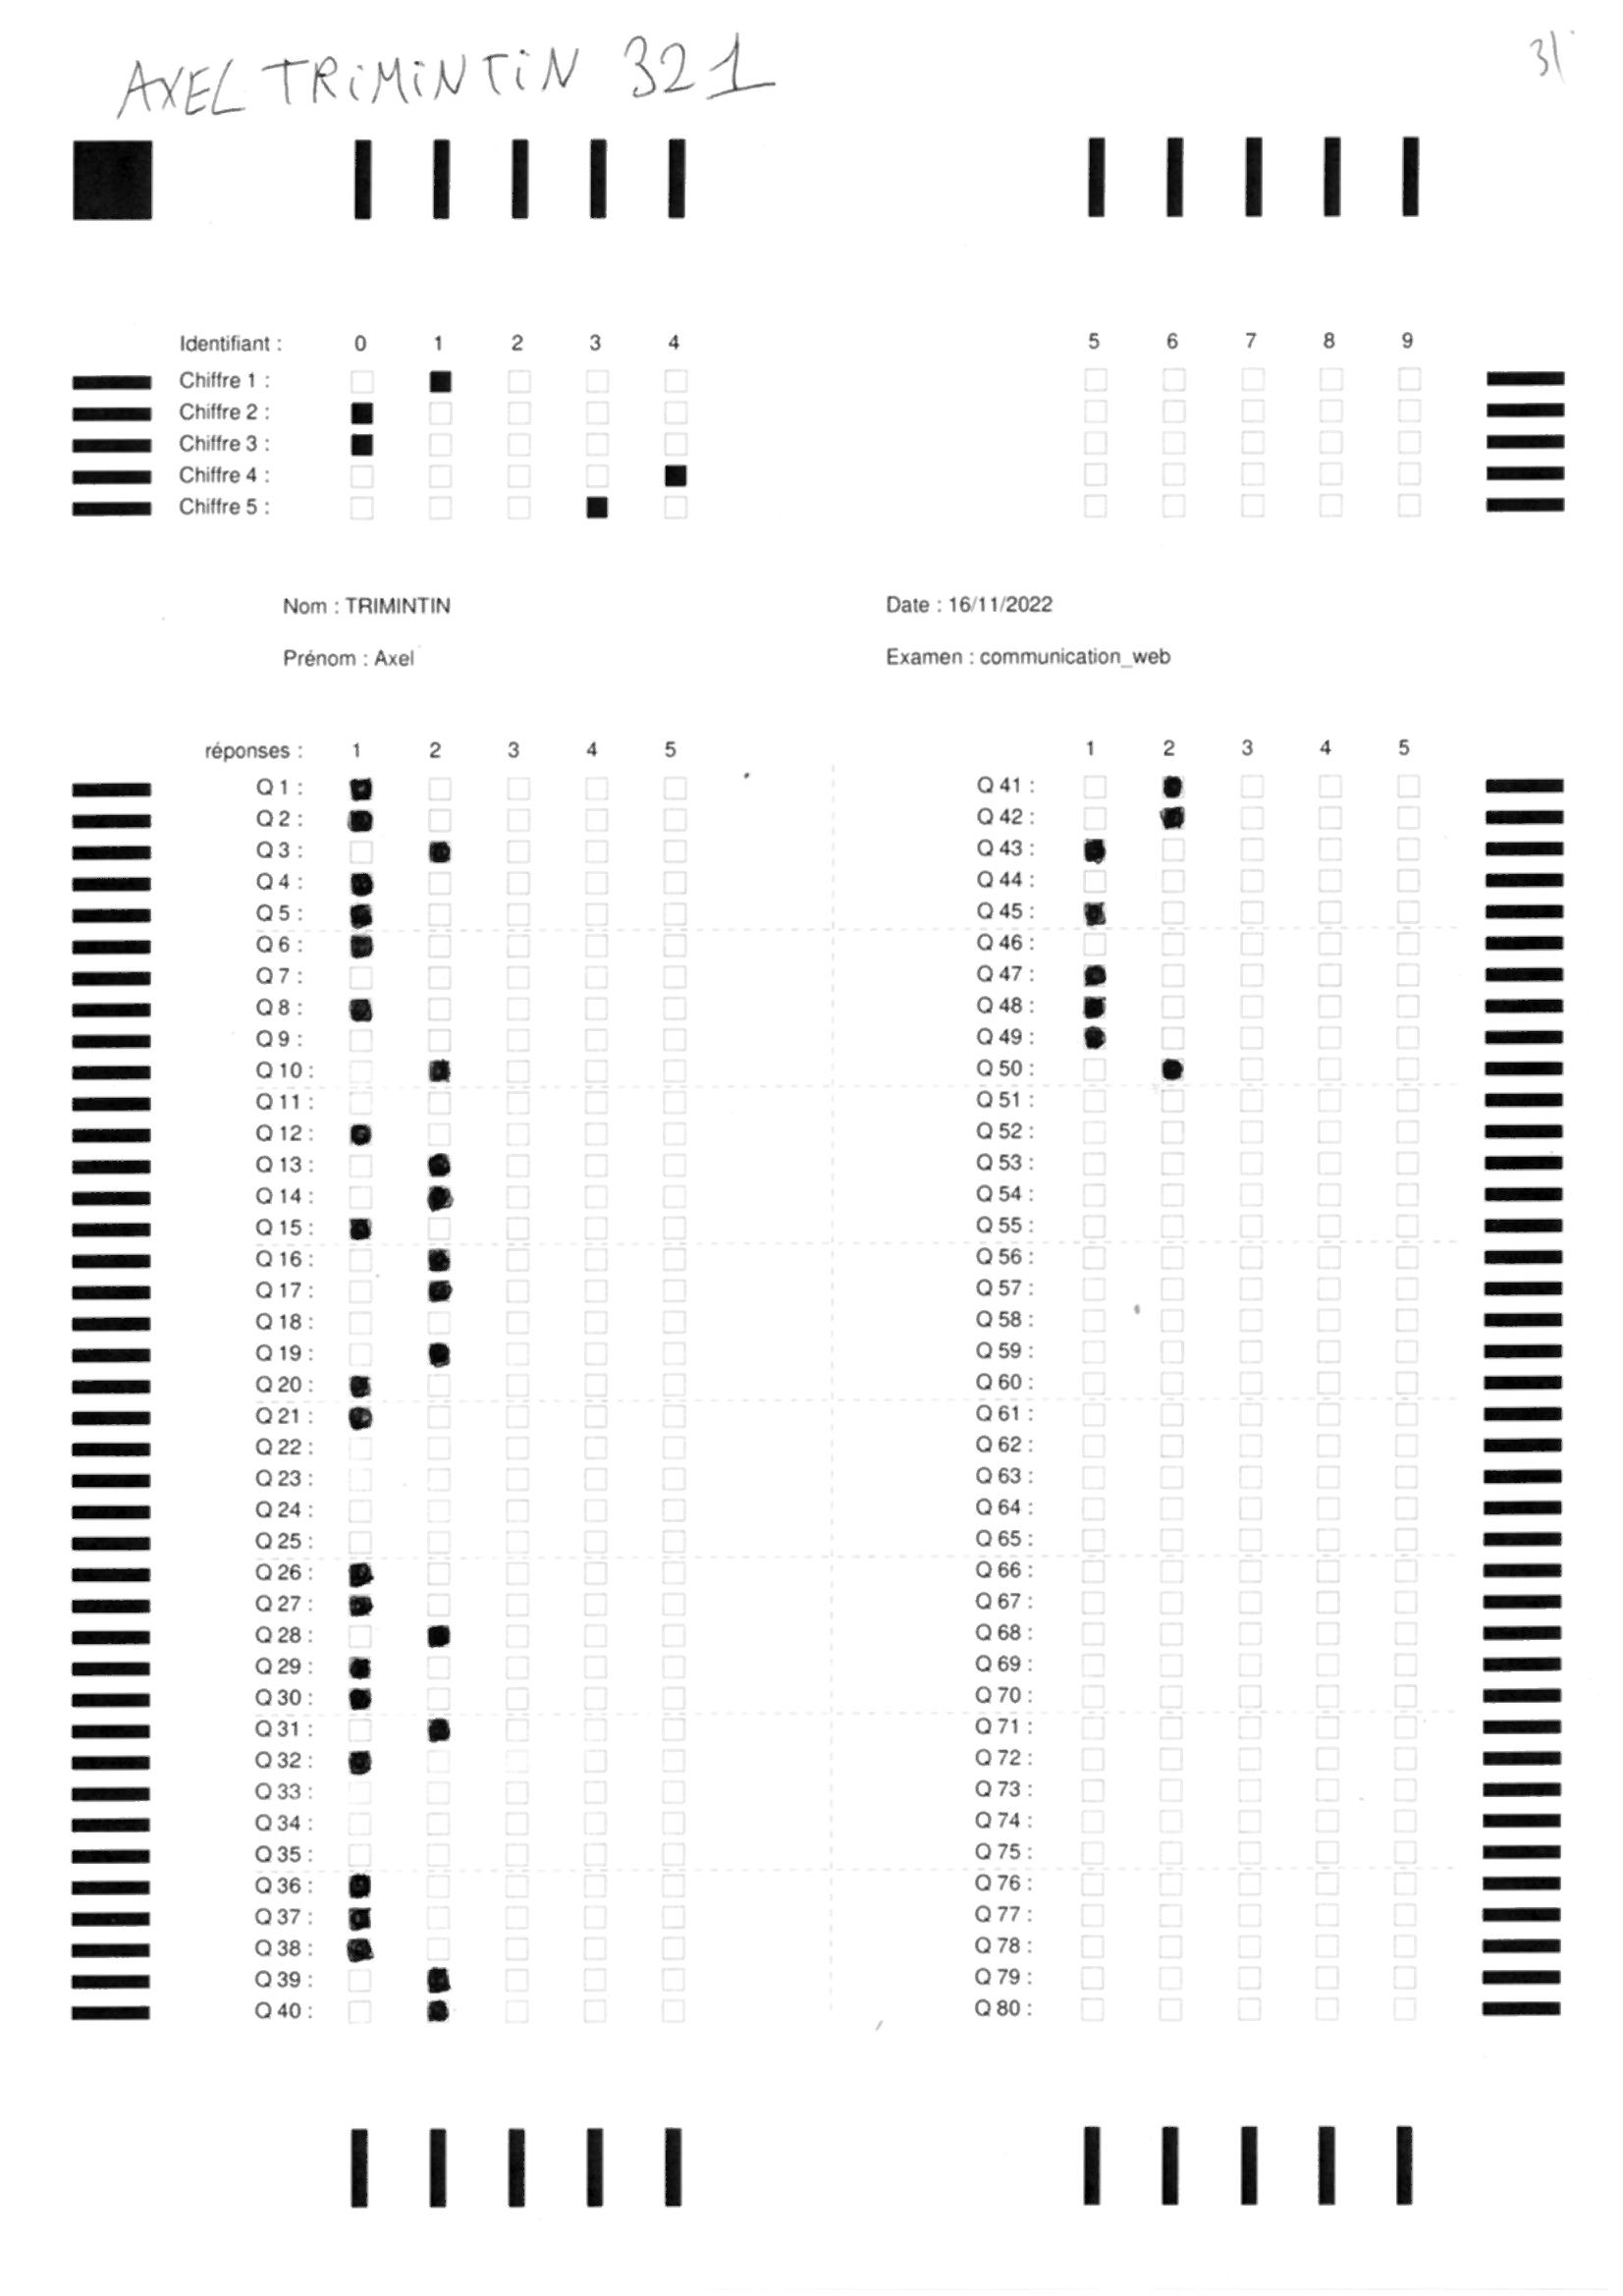 AXEL TRiMiNTiN 321
31
Identifiant : 0 1 2 3 4 5 6 7 8 9
Chiffre 1 :
Chiffre 2 :
Chiffre 3 :
Chiffre 4 :
Chiffre 5 :
Nom : TRIMINTIN
Date : 16/11/2022
Prénom : Axel
Examen : communication_web
réponses : 1 2 3 4 5
Q 1 :
Q 2 :
Q 3 :
Q 4 :
Q 5 :
Q 6 :
Q 7 :
Q 8 :
Q 9 :
Q 10 :
Q 11 :
Q 12 :
Q 13 :
Q 14 :
Q 15 :
Q 16 :
Q 17 :
Q 18 :
Q 19 :
Q 20 :
Q 21 :
Q 22 :
Q 23 :
Q 24 :
Q 25 :
Q 26 :
Q 27 :
Q 28 :
Q 29 :
Q 30 :
Q 31 :
Q 32 :
Q 33 :
Q 34 :
Q 35 :
Q 36 :
Q 37 :
Q 38 :
Q 39 :
Q 40 :
1 2 3 4 5
Q 41 :
Q 42 :
Q 43 :
Q 44 :
Q 45 :
Q 46 :
Q 47 :
Q 48 :
Q 49 :
Q 50 :
Q 51 :
Q 52 :
Q 53 :
Q 54 :
Q 55 :
Q 56 :
Q 57 :
Q 58 :
Q 59 :
Q 60 :
Q 61 :
Q 62 :
Q 63 :
Q 64 :
Q 65 :
Q 66 :
Q 67 :
Q 68 :
Q 69 :
Q 70 :
Q 71 :
Q 72 :
Q 73 :
Q 74 :
Q 75 :
Q 76 :
Q 77 :
Q 78 :
Q 79 :
Q 80 :